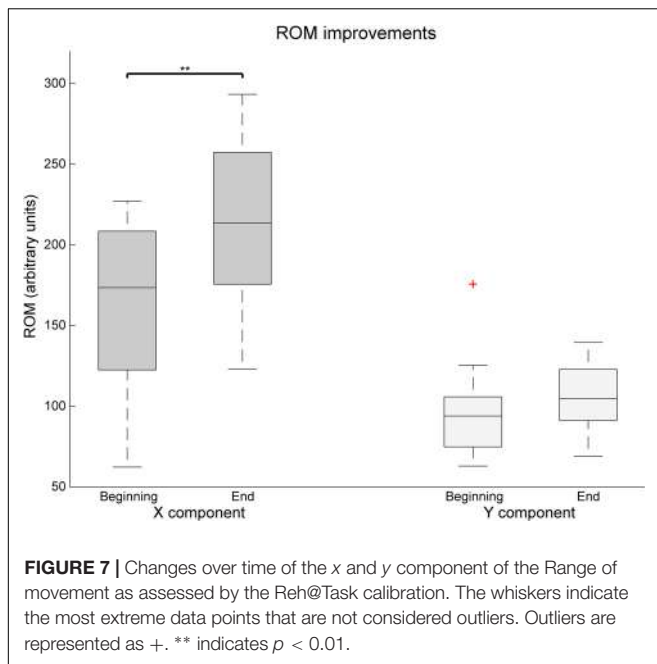 ROM improvements
**
ROM (arbitrary units)
300
250
200
150
100
50
+
Beginning End Beginning End
X component Y component
FIGURE 7 | Changes over time of the x and y component of the Range of
movement as assessed by the Reh@Task calibration. The whiskers indicate
the most extreme data points that are not considered outliers. Outliers are
represented as +. ** indicates p < 0.01.